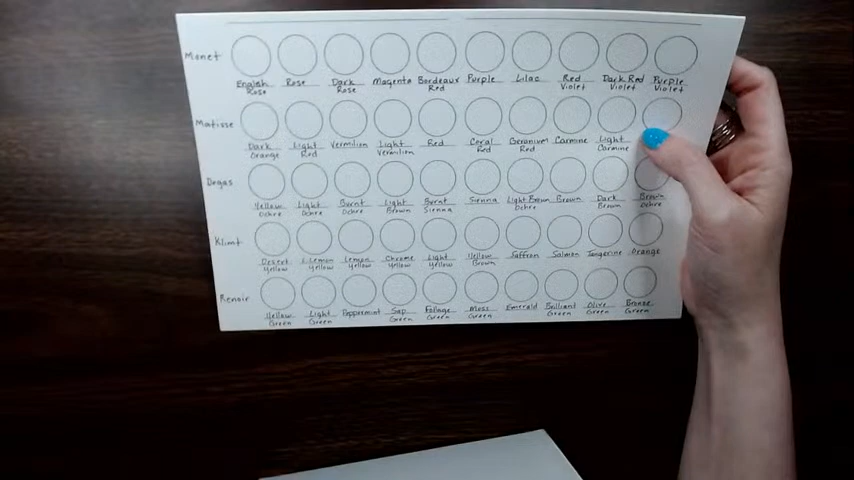 Monet
English Rose Dark Magenta Bordeaux Purple Lilac Red Dark Red Purple
Rose Rose Red Violet Violet Violet
Matisse
Dark Light Vermilion Light Red Coral Geranium Carmine Light
Orange Red Vermilion Red Red Carmine
Degas
Yellow Light Burnt Light Burnt Sienna Light Brown Brown Dark Brown
Ochre Ochre Ochre Brown Sienna Ochre Brown Ochre
Klimt
Desert L.Lemon Lemon Chrome Light Yellow Saffron Salmon Tangerine Orange
Yellow Yellow Yellow Yellow Yellow Brown
Renoir
Yellow Light Peppermint Sap Foliage Moss Emerald Brilliant Olive Bronze
Green Green Green Green Green Green Green Green